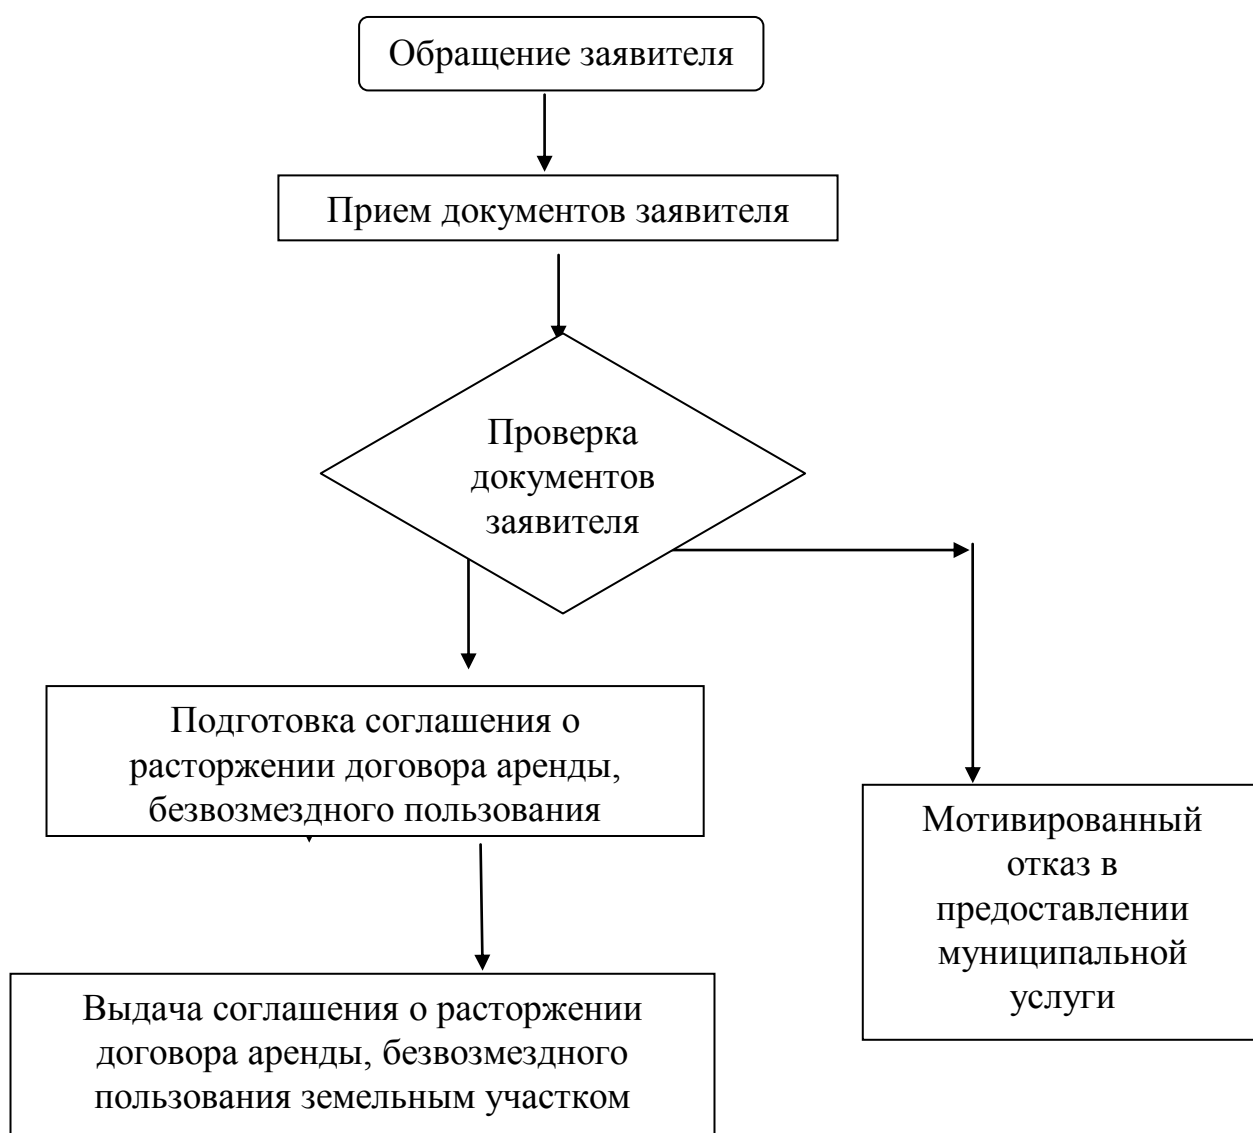 Обращение заявителя
Прием документов заявителя
Проверка
документов
заявителя
Подготовка соглашения о
расторжении договора аренды,
безвозмездного пользования
Мотивированный
отказ в
предоставлении
муниципальной
услуги
Выдача соглашения о расторжении
договора аренды, безвозмездного
пользования земельным участком